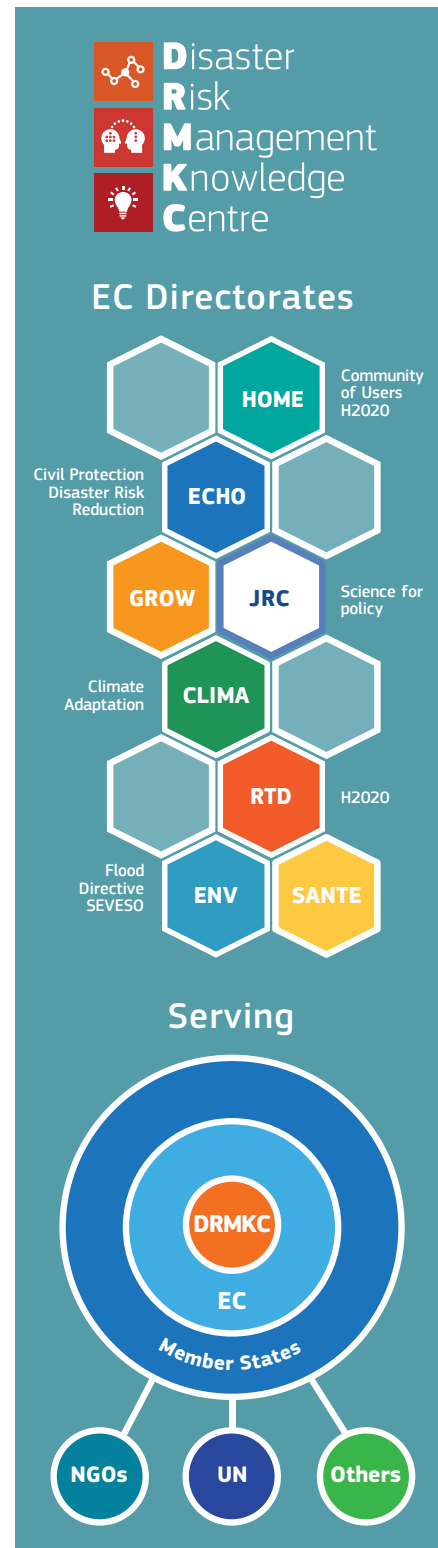 Disaster
Risk
Management
Knowledge
Centre
EC Directorates
HOME
Community
of Users
H2020
Civil Protection
Disaster Risk
Reduction
ECHO
GROW
JRC
Science for
policy
Climate
Adaptation
CLIMA
RTD
H2020
Flood
Directive
SEVESO
ENV
SANTE
Serving
DRMKC
EC
Member States
NGOs
UN
Others